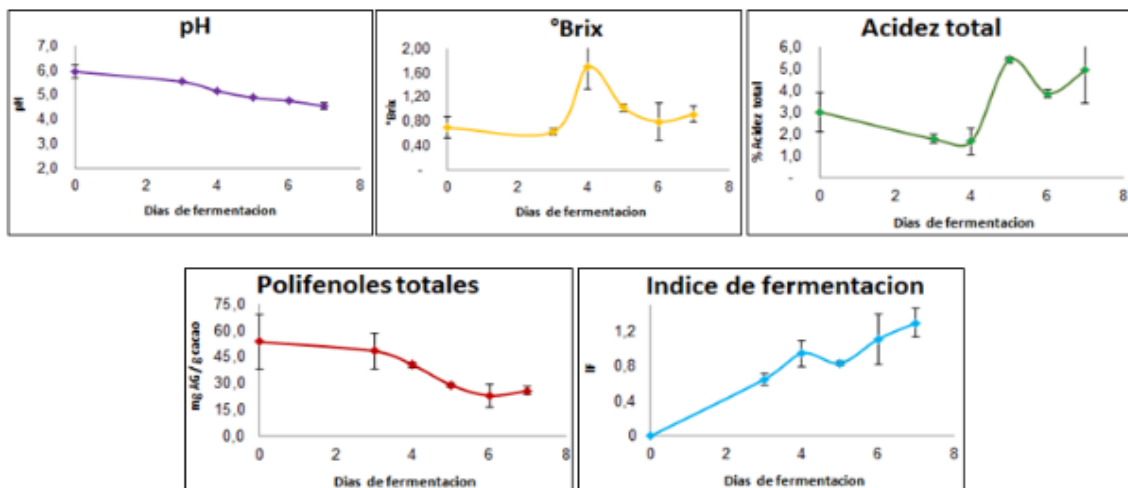 pH
7,0
6,0
5,0
4,0
3,0
2,0
pH
0 2 4 6 8
Dias de fermentacion
°Brix
2,00
1,60
1,20
0,80
0,40
-
°Brix
0 2 4 6 8
Dias de fermentacion
Acidez total
6,0
5,0
4,0
3,0
2,0
1,0
-
% Acidez total
0 2 4 6 8
Dias de fermentacion
Polifenoles totales
75,0
60,0
45,0
30,0
15,0
0,0
mg AG / g cacao
0 2 4 6 8
Dias de fermentacion
Indice de fermentacion
1,2
0,8
0,4
0
IF
0 2 4 6 8
Dias de fermentacion